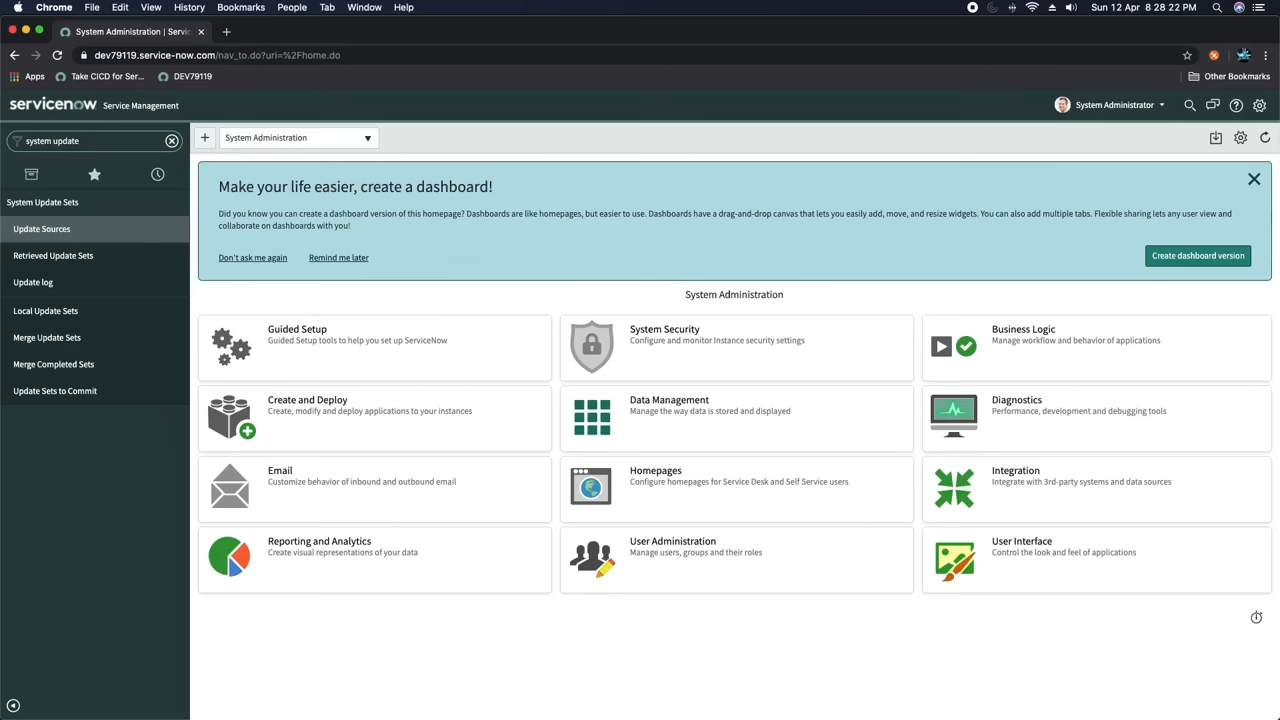 Chrome File Edit View History Bookmarks People Tab Window Help Sun 12 Apr 8:28:22 PM
System Administration | Servic
dev79119.service-now.com/nav_to.do?uri=%2Fhome.do
Apps Take CICD for Ser... DEV79119 Other Bookmarks
servicenow Service Management System Administrator
system update
System Administration
System Update Sets
Update Sources
Retrieved Update Sets
Update log
Local Update Sets
Merge Update Sets
Merge Completed Sets
Update Sets to Commit
Make your life easier, create a dashboard!
Did you know you can create a dashboard version of this homepage? Dashboards are like homepages, but easier to use. Dashboards have a drag-and-drop canvas that lets you easily add, move, and resize widgets. You can also add multiple tabs. Flexible sharing lets any user view and
collaborate on dashboards with you!
Don't ask me again Remind me later Create dashboard version
System Administration
Guided Setup
Guided Setup tools to help you set up ServiceNow
System Security
Configure and monitor Instance security settings
Business Logic
Manage workflow and behavior of applications
Create and Deploy
Create, modify and deploy applications to your instances
Data Management
Manage the way data is stored and displayed
Diagnostics
Performance, development and debugging tools
Email
Customize behavior of inbound and outbound email
Homepages
Configure homepages for Service Desk and Self Service users
Integration
Integrate with 3rd-party systems and data sources
Reporting and Analytics
Create visual representations of your data
User Administration
Manage users, groups and their roles
User Interface
Control the look and feel of applications